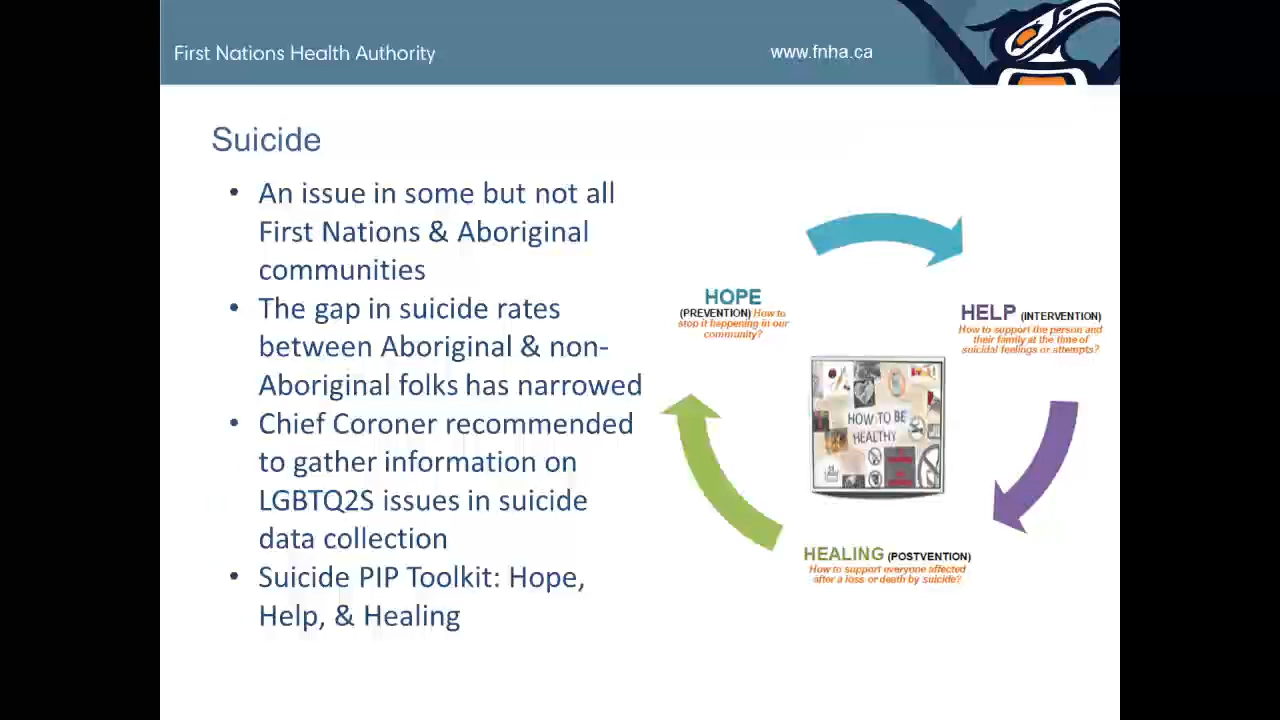 First Nations Health Authority
www.fnha.ca
Suicide
• An issue in some but not all
First Nations & Aboriginal
communities
• The gap in suicide rates
between Aboriginal & non-
Aboriginal folks has narrowed
• Chief Coroner recommended
to gather information on
LGBTQ2S issues in suicide
data collection
• Suicide PIP Toolkit: Hope,
Help, & Healing
HOPE
(PREVENTION) How to
stop it happening in our
community?
HELP (INTERVENTION)
How to support the person and
their family at the time of
suicidal feelings or attempts?
HOW TO BE
HEALTHY
HEALING (POSTVENTION)
How to support everyone affected
after a loss or death by suicide?